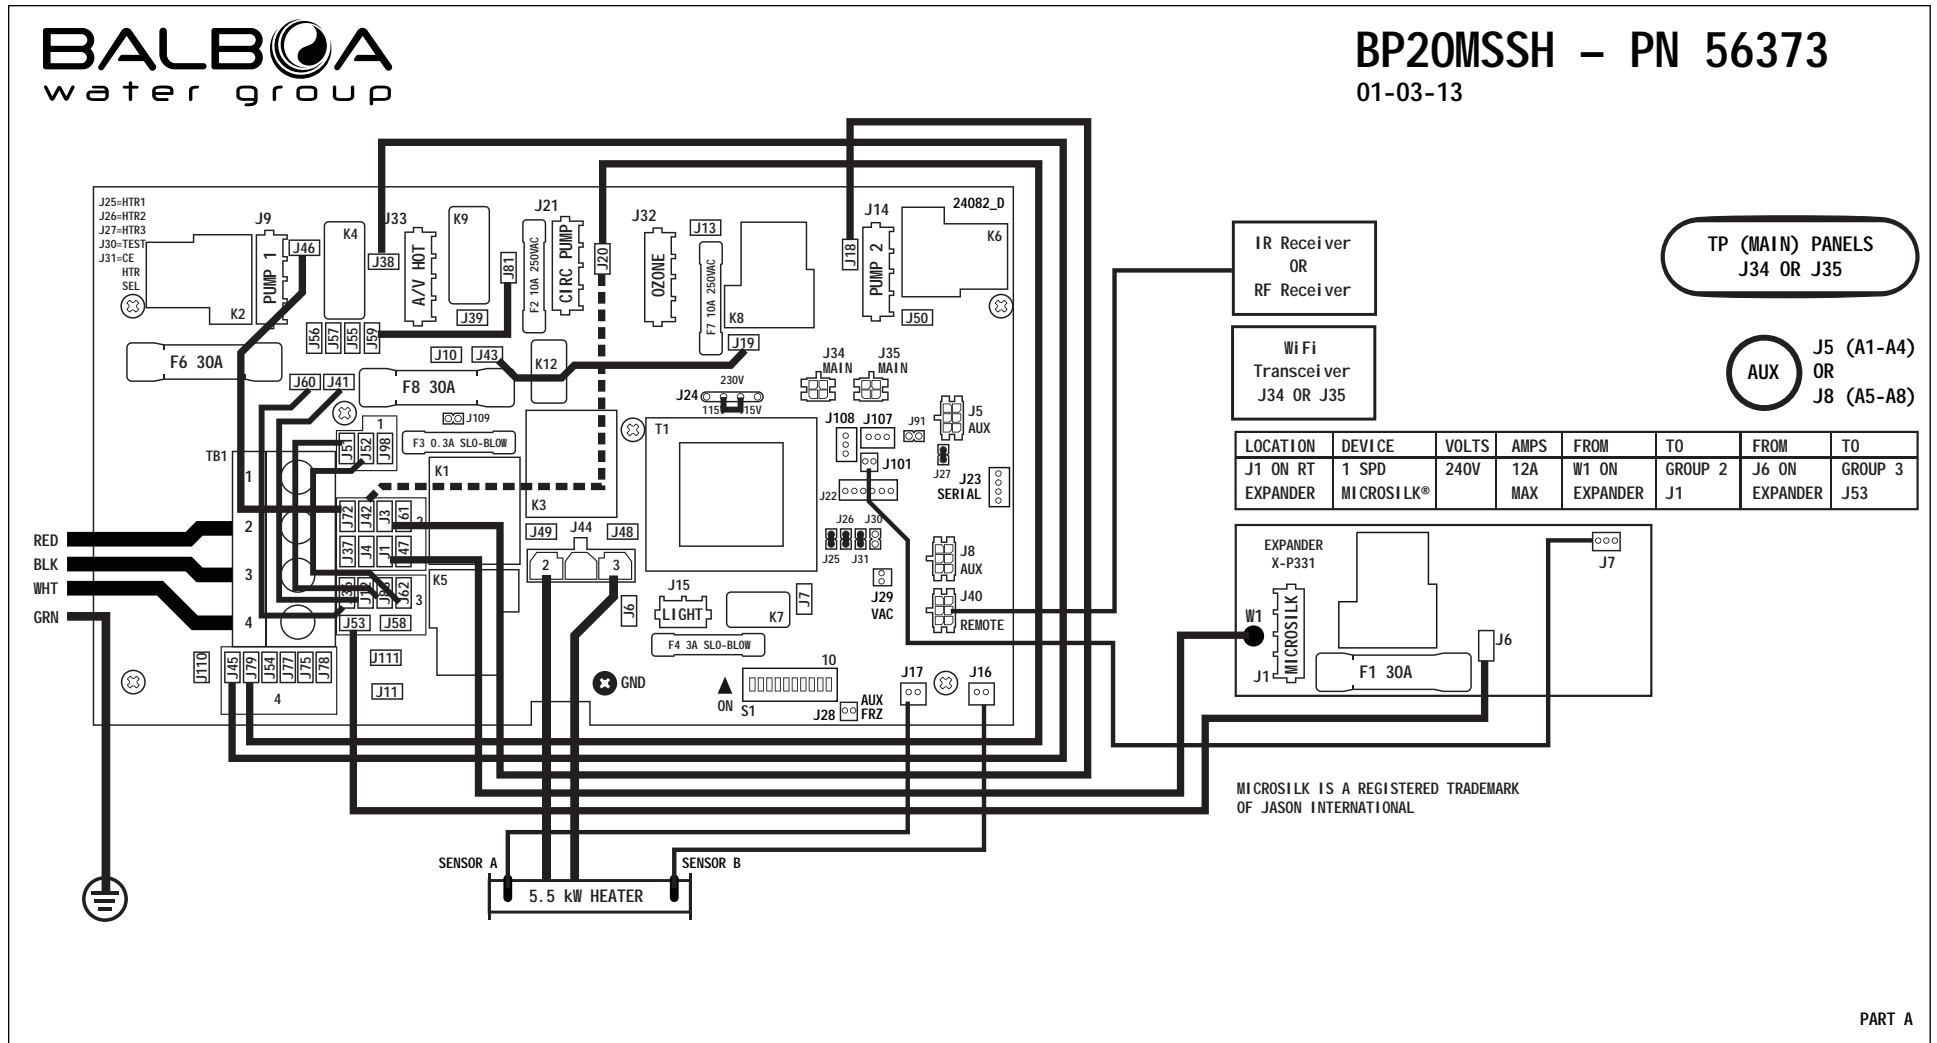 BALBOA
water group
BP20MSSH – PN 56373
01-03-13
J25=HTR1
J26=HTR2
J27=HTR3
J30=TEST
J31=CE
HTR
SEL
J9
PUMP 1
J46
K2
K4
J33
J38
A/V HOT
K9
J39
J81
J21
F2 10A 250VAC
CIRC PUMP
J20
J32
OZONE
J13
F7 10A 250VAC
K8
J19
J14
J18
PUMP 2
24082_D
K6
J50
J56
J57
J55
J59
F6 30A
J10
J43
K12
J60
J41
F8 30A
J109
F3 0.3A SLO-BLOW
J24
230V
115V
115V
J34
MAIN
J35
MAIN
J5
AUX
J108
J107
J91
J101
J27
J23
SERIAL
J22
J26
J30
J25
J31
T1
TB1
1
2
3
4
1
J51
J52
J98
J72
J42
J3
J61
2
J37
J4
J1
J47
J36
J12
J88
J62
3
J53
J58
J111
J11
J110
J45
J79
J54
J77
J75
J78
4
K1
K3
K5
J49
J44
J48
2
3
J6
J15
LIGHT
K7
J7
F4 3A SLO-BLOW
GND
ON
S1
10
J28
AUX
FRZ
J29
VAC
J8
AUX
J40
REMOTE
J17
J16
RED
BLK
WHT
GRN
SENSOR A
SENSOR B
5.5 kW HEATER
IR Receiver
OR
RF Receiver
WiFi
Transceiver
J34 OR J35
TP (MAIN) PANELS
J34 OR J35
AUX
J5 (A1-A4)
OR
J8 (A5-A8)
LOCATION DEVICE VOLTS AMPS FROM TO FROM TO
J1 ON RT 1 SPD 240V 12A W1 ON GROUP 2 J6 ON GROUP 3
EXPANDER MICROSILK® MAX EXPANDER J1 EXPANDER J53
EXPANDER
X-P331
J7
W1
MICROSILK
J1
F1 30A
J6
MICROSILK IS A REGISTERED TRADEMARK
OF JASON INTERNATIONAL
PART A